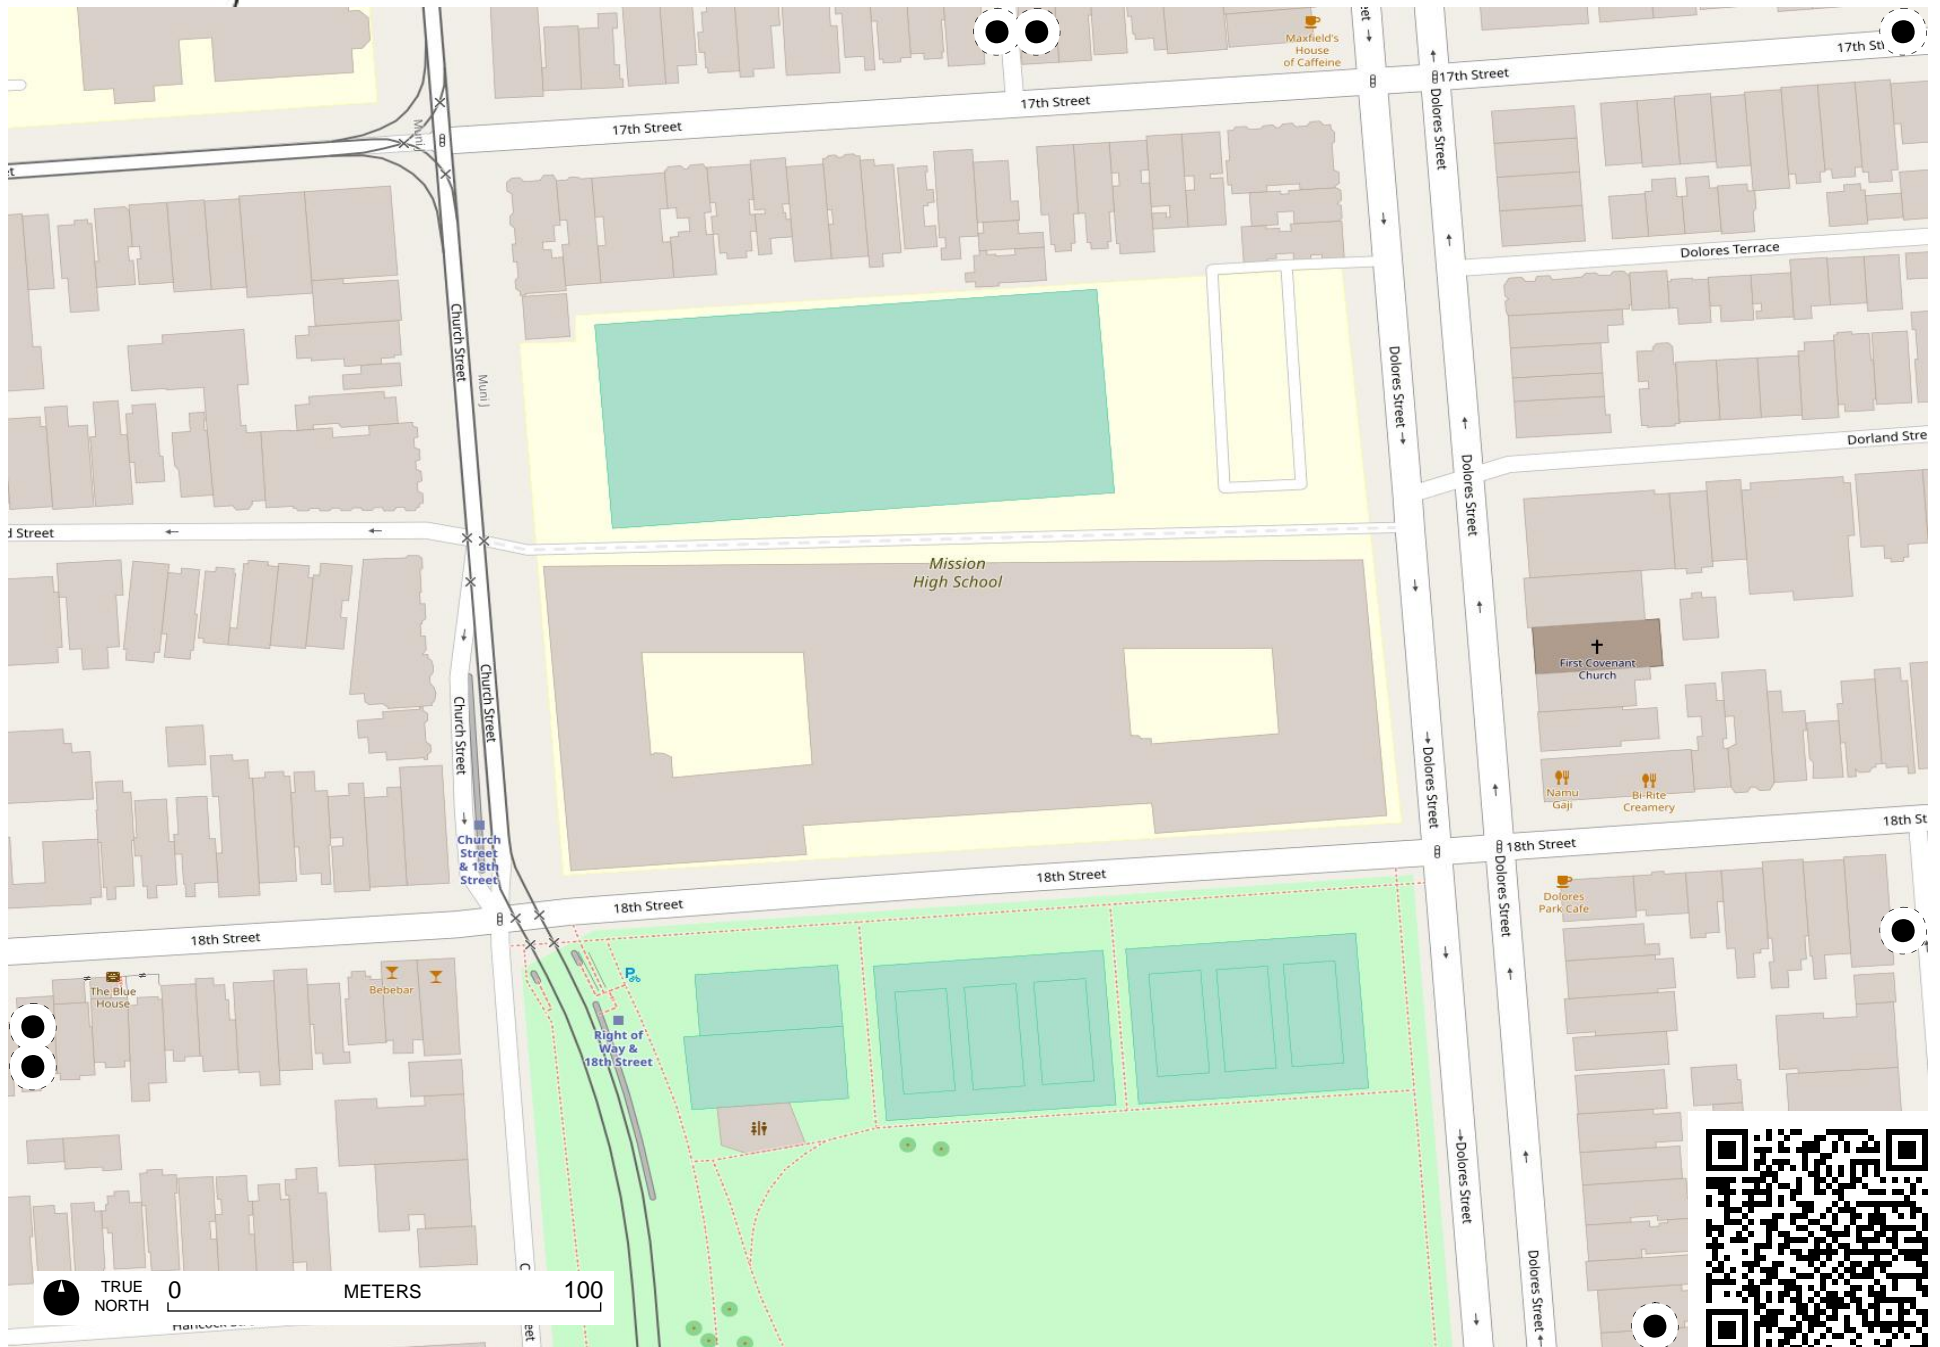 Maxfield's
House
of Caffeine
17th Street
17th Street
17th Street
17th St
Muni J
Dolores Street
Dolores Terrace
Church Street
Muni J
Dolores Street
Dorland Stre
Dolores Street
d Street
Mission
High School
First Covenant
Church
Church Street
Church Street
Dolores Street
Namu
Gaji
Bi-Rite
Creamery
Church
Street
& 18th
Street
18th Street
18th St
18th Street
18th Street
18th Street
Dolores Street
Dolores
Park Cafe
The Blue
House
Bebebar
P
Right of
Way &
18th Street
Dolores Street
Dolores Street
TRUE
NORTH
0 METERS 100
eet